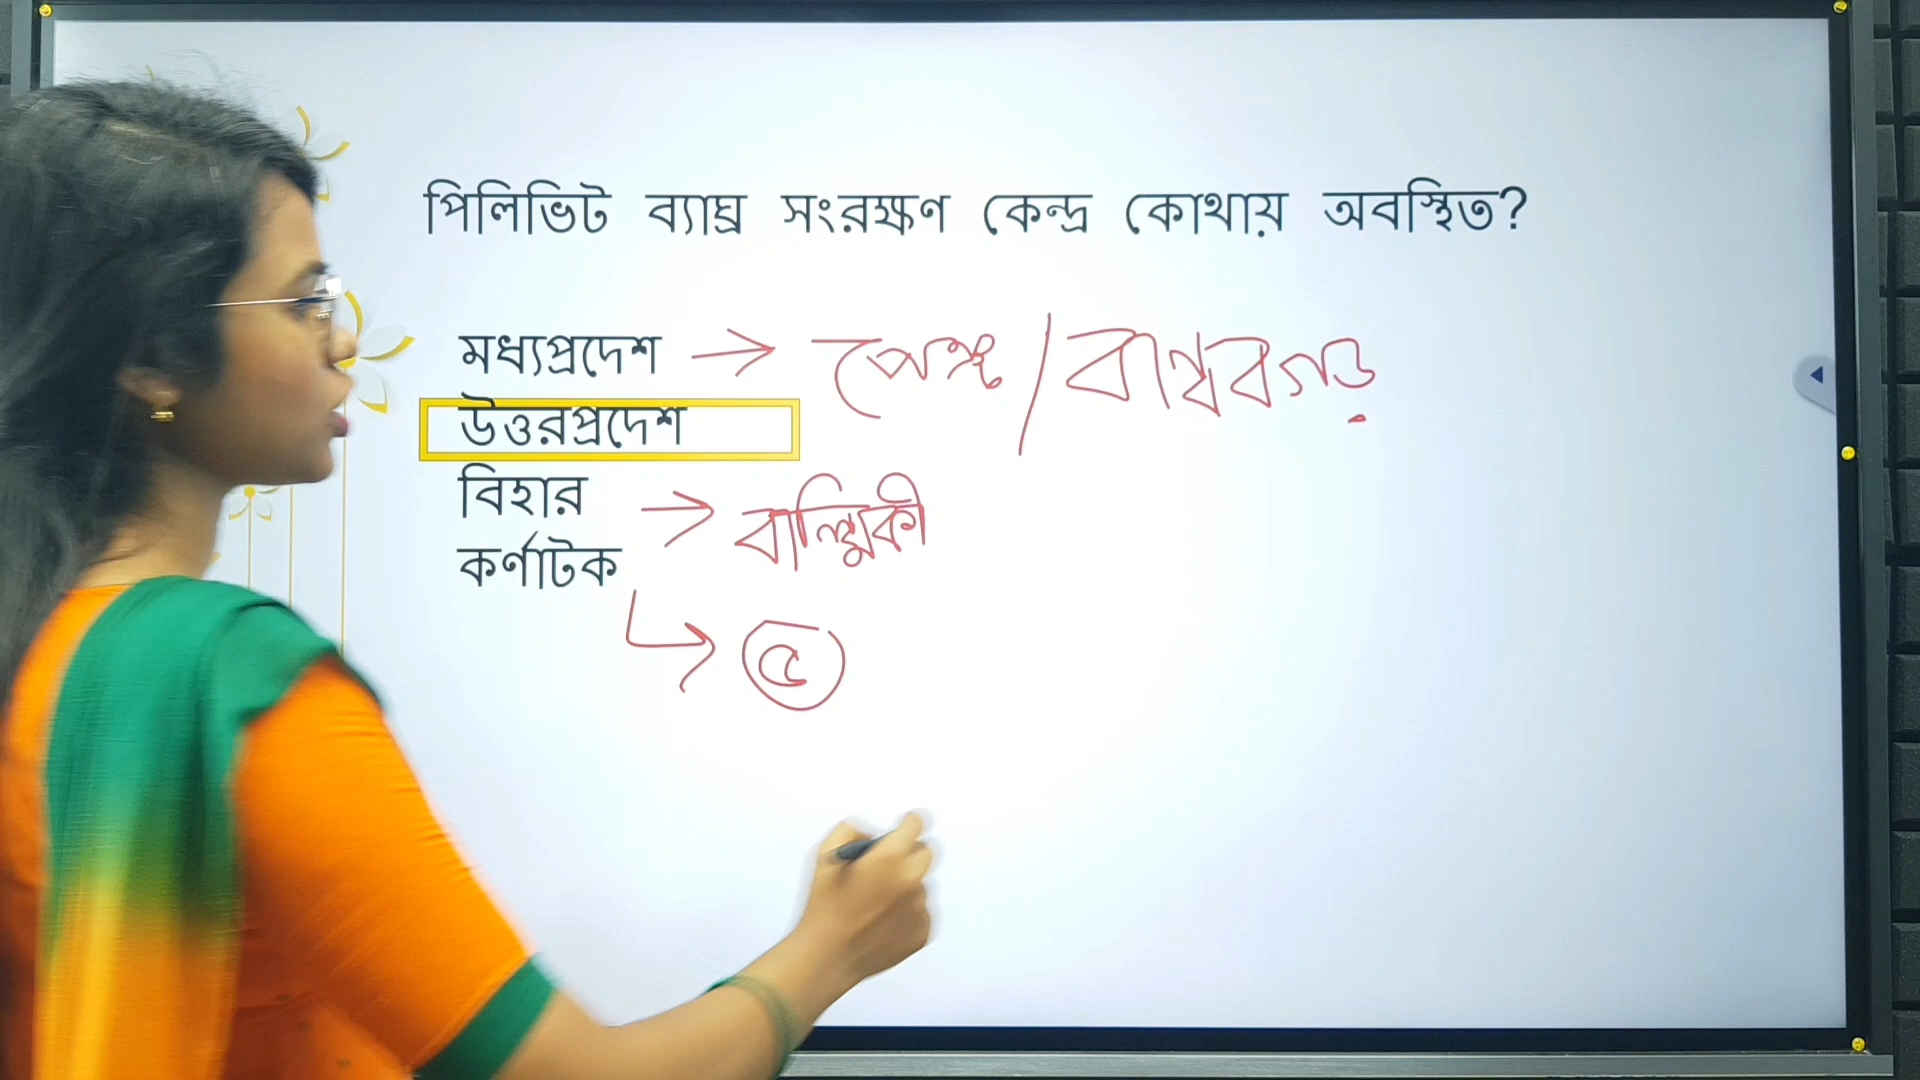 পিলিভিট ব্যাঘ্র সংরক্ষণ কেন্দ্র কোথায় অবস্থিত?
মধ্যপ্রদেশ → পেঞ্চ / বান্ধবগড়
উত্তরপ্রদেশ
বিহার → বাল্মিকী
কর্ণাটক
→ ৫